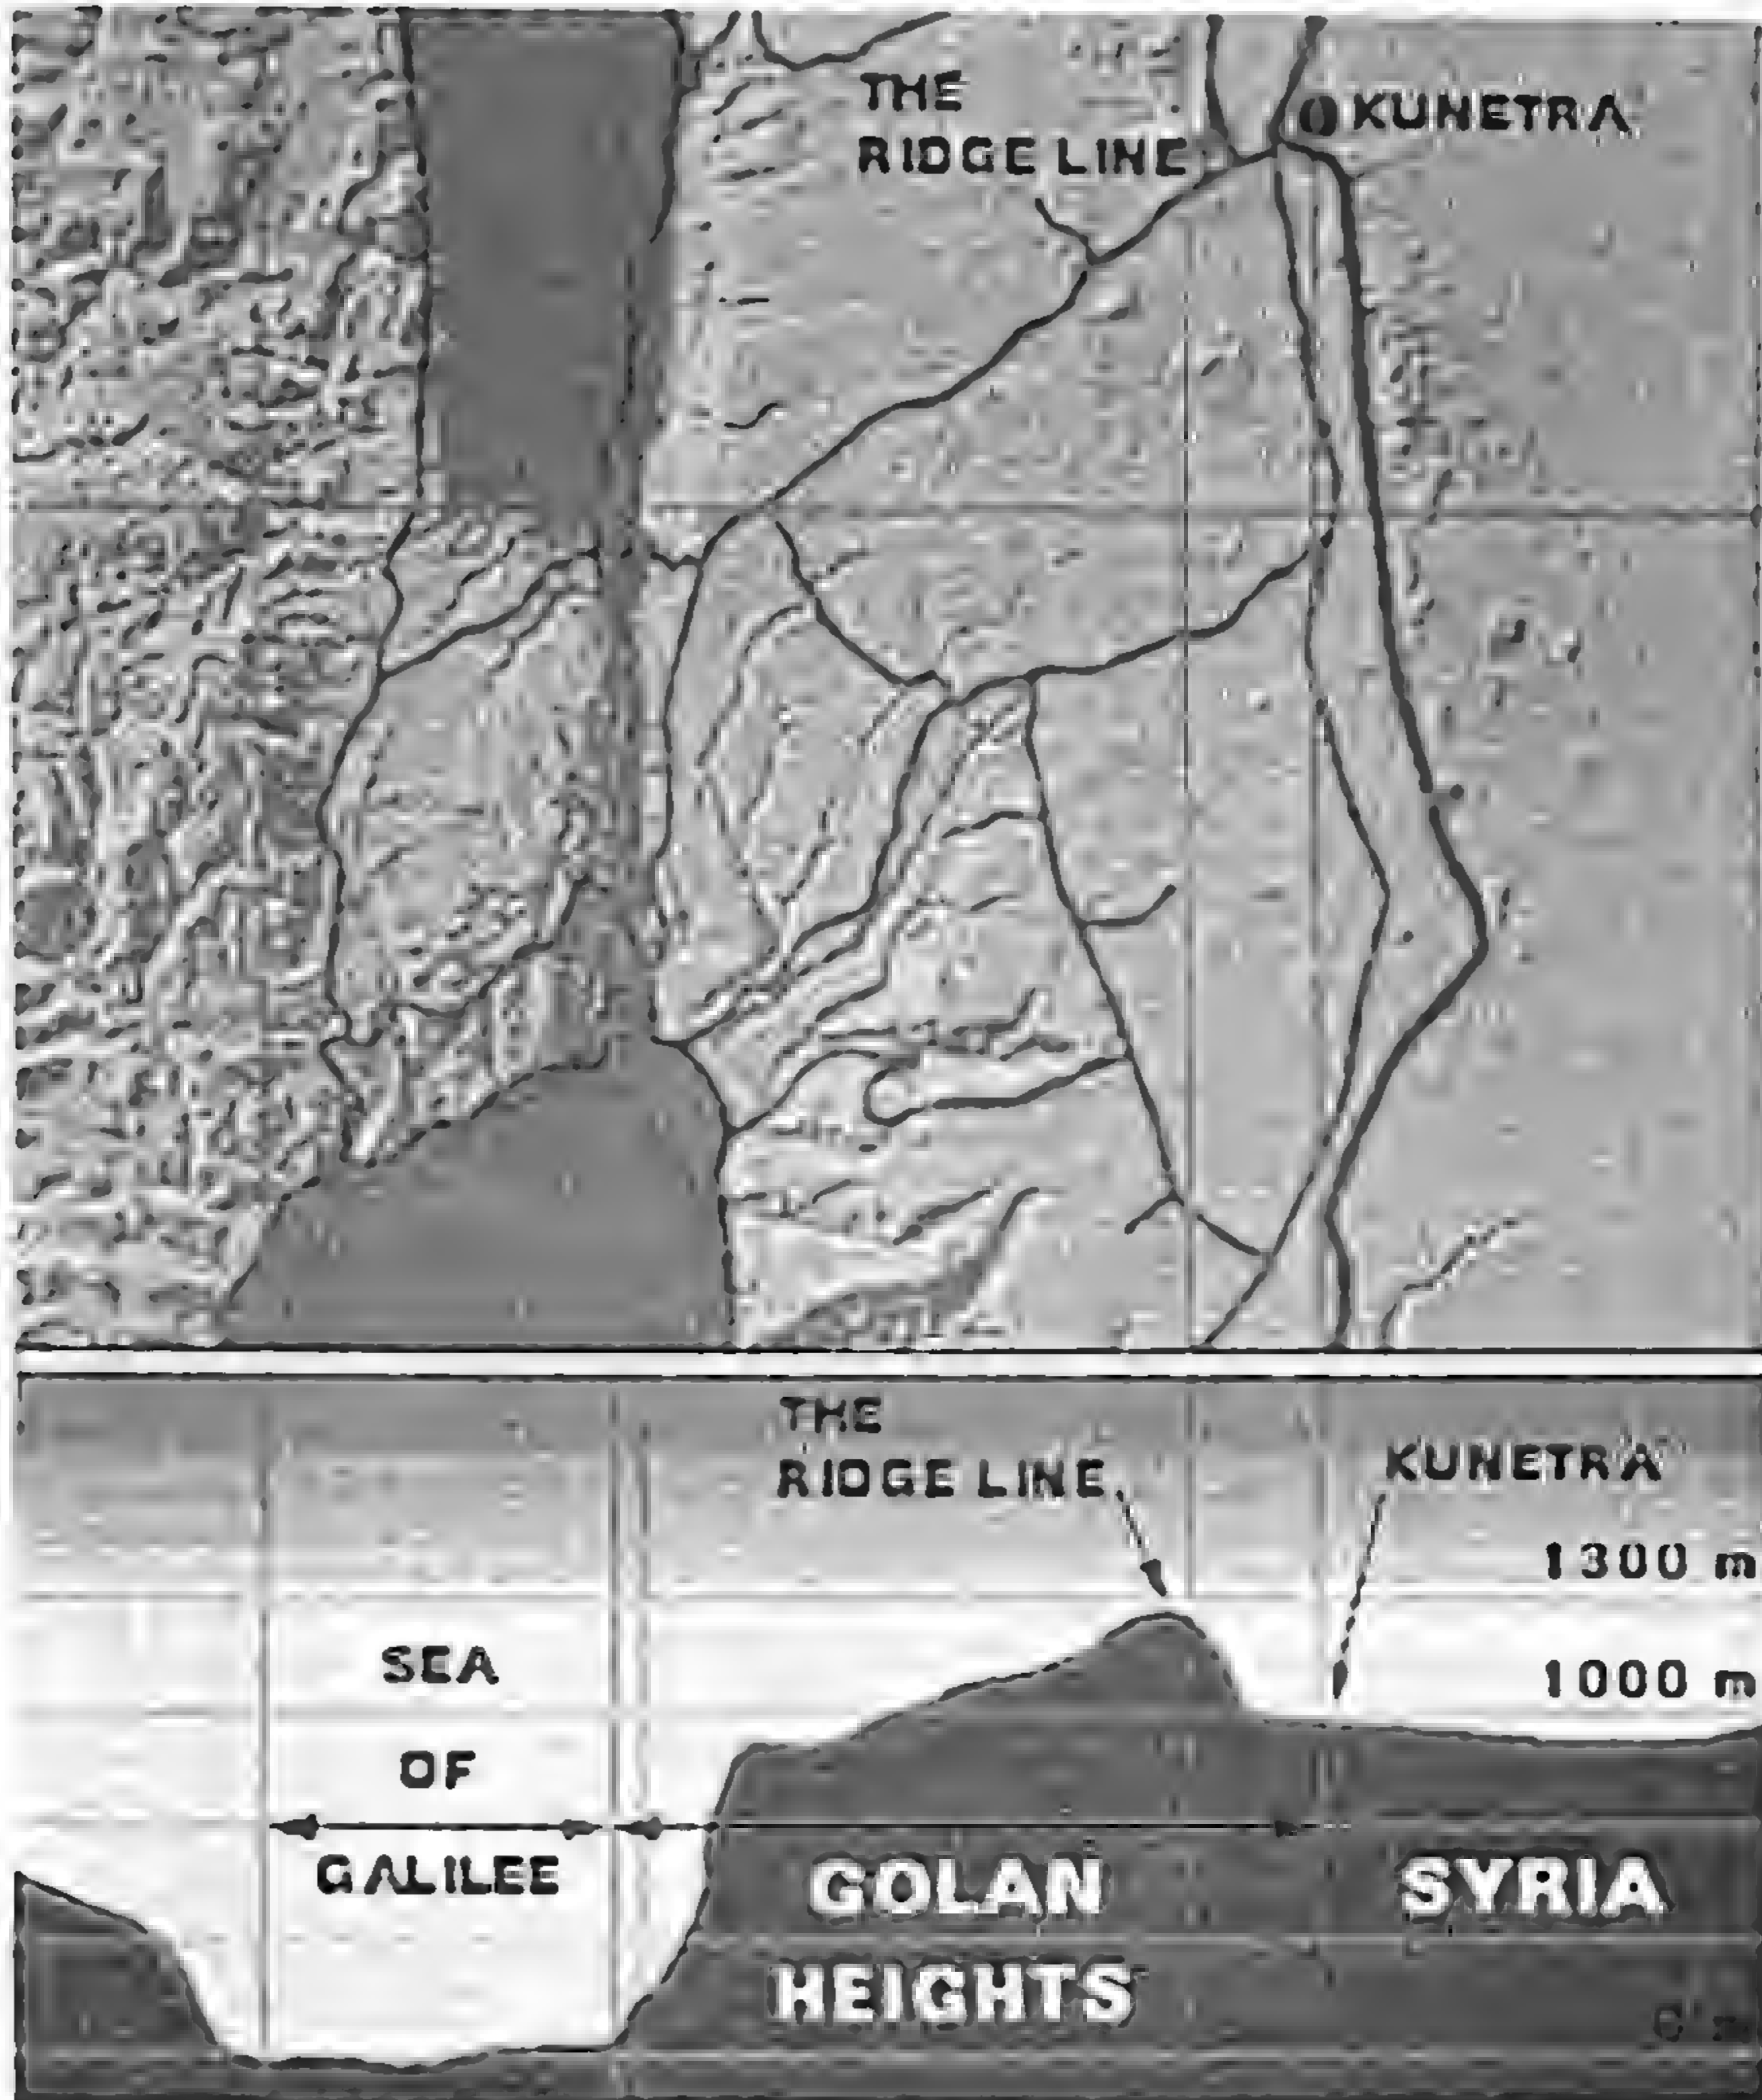 THE
RIDGE LINE
KUNETRA
THE
RIDGE LINE
KUNETRA
1300 m
1000 m
SEA
OF
GALILEE
GOLAN
HEIGHTS
SYRIA